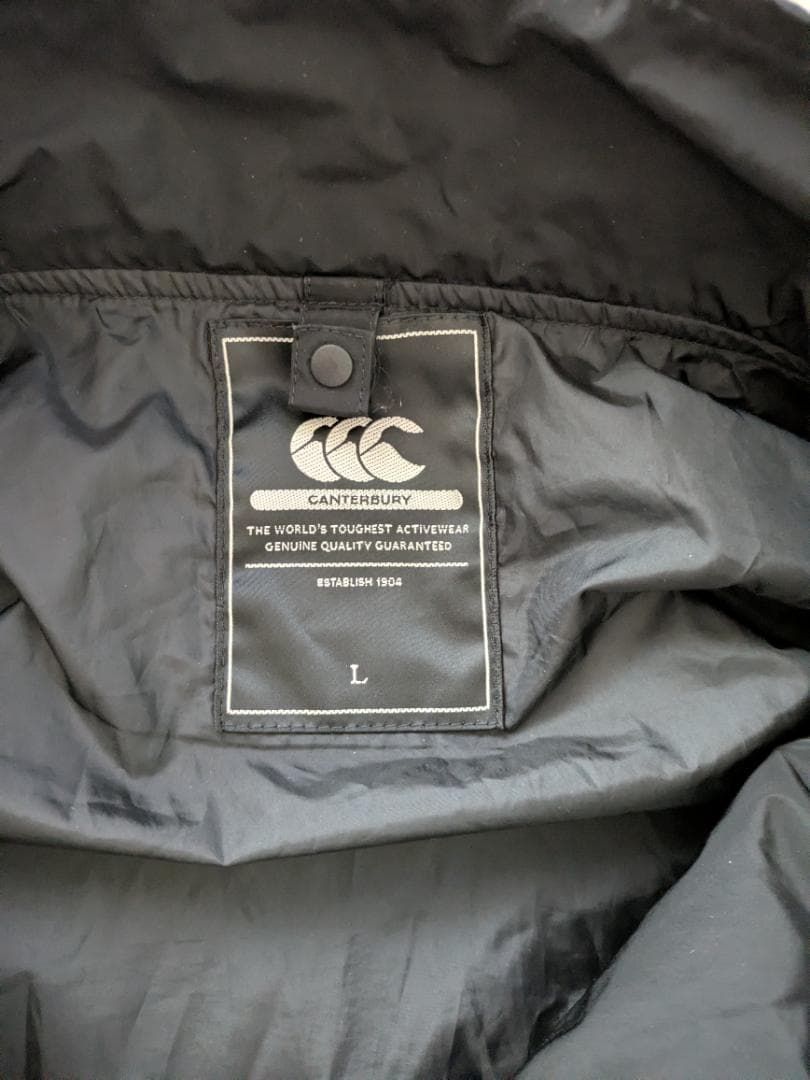 CANTERBURY
THE WORLD'S TOUGHEST ACTIVEWEAR
GENUINE QUALITY GUARANTEED
ESTABLISH 1904
L